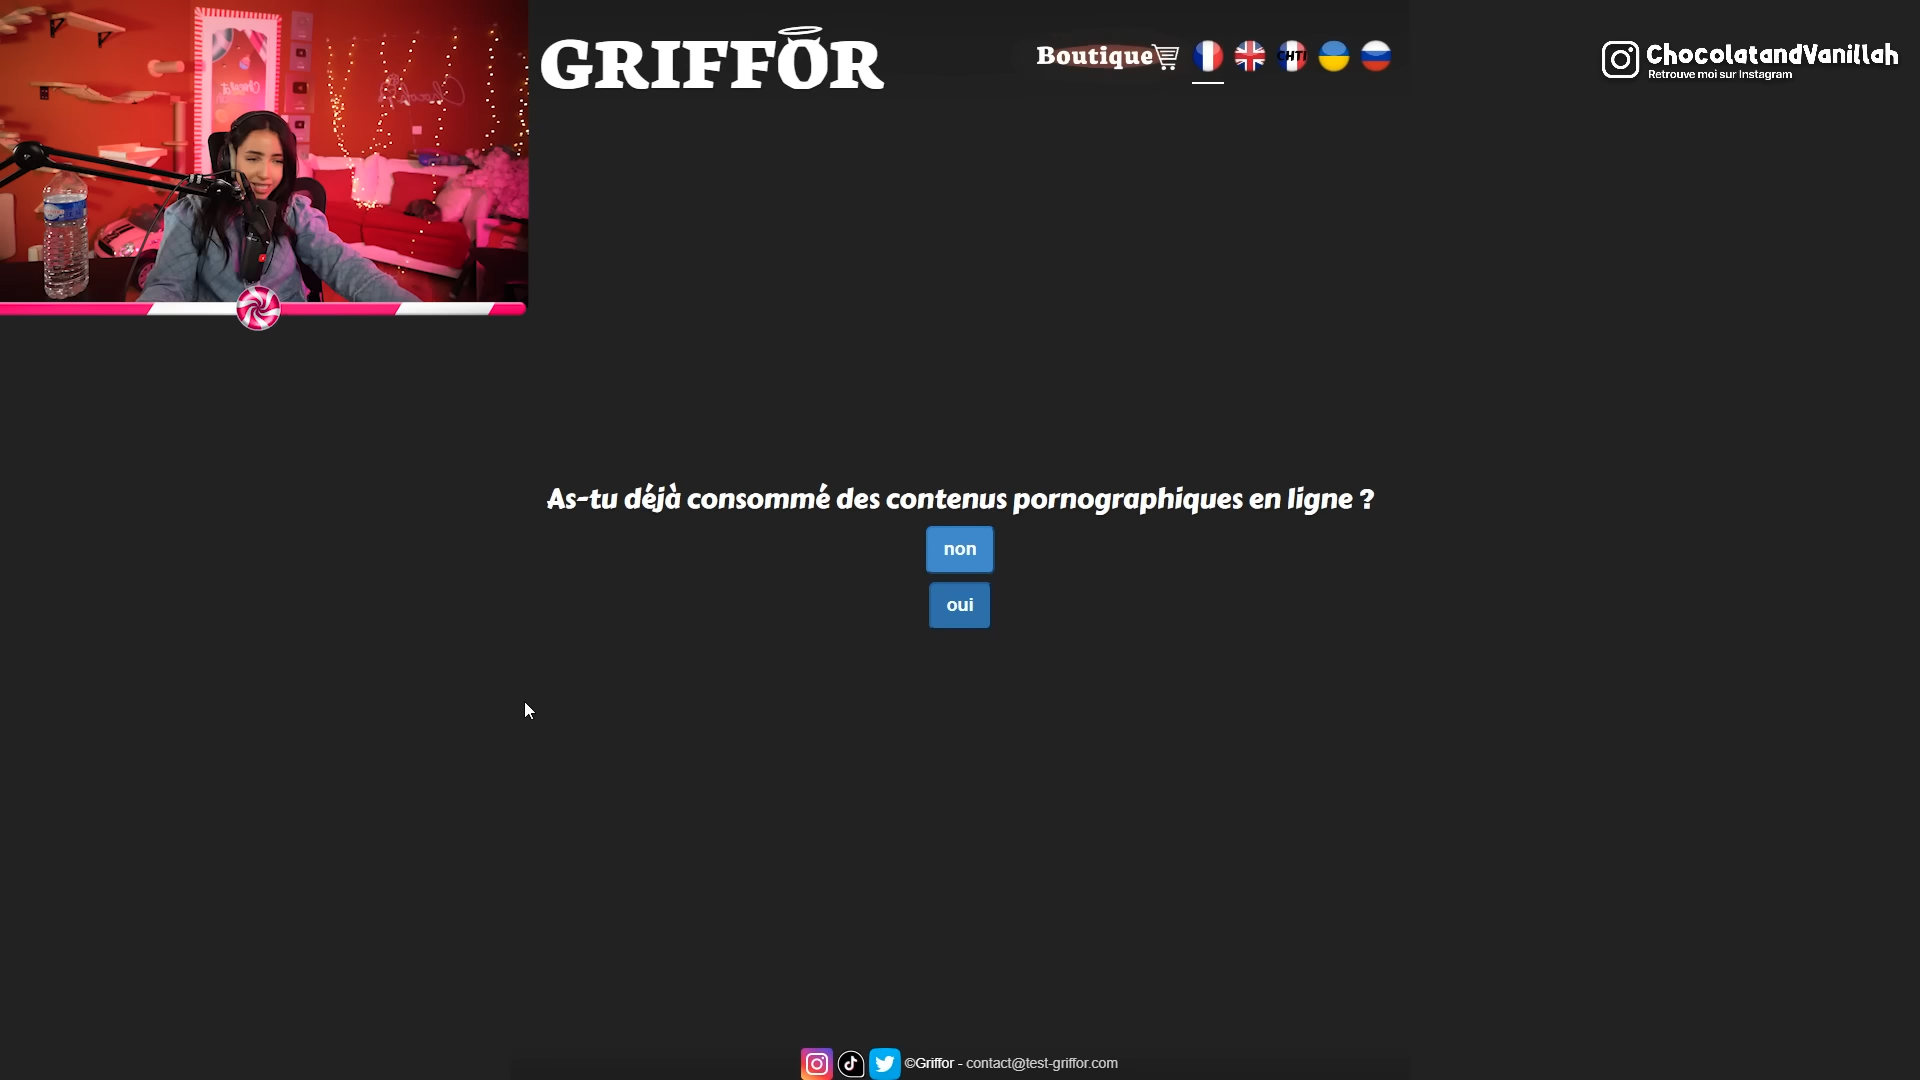 GRIFFOR
Boutique
CHTI
ChocolatandVanillah
Retrouve moi sur Instagram
As-tu déjà consommé des contenus pornographiques en ligne ?
non
oui
©Griffor - contact@test-griffor.com